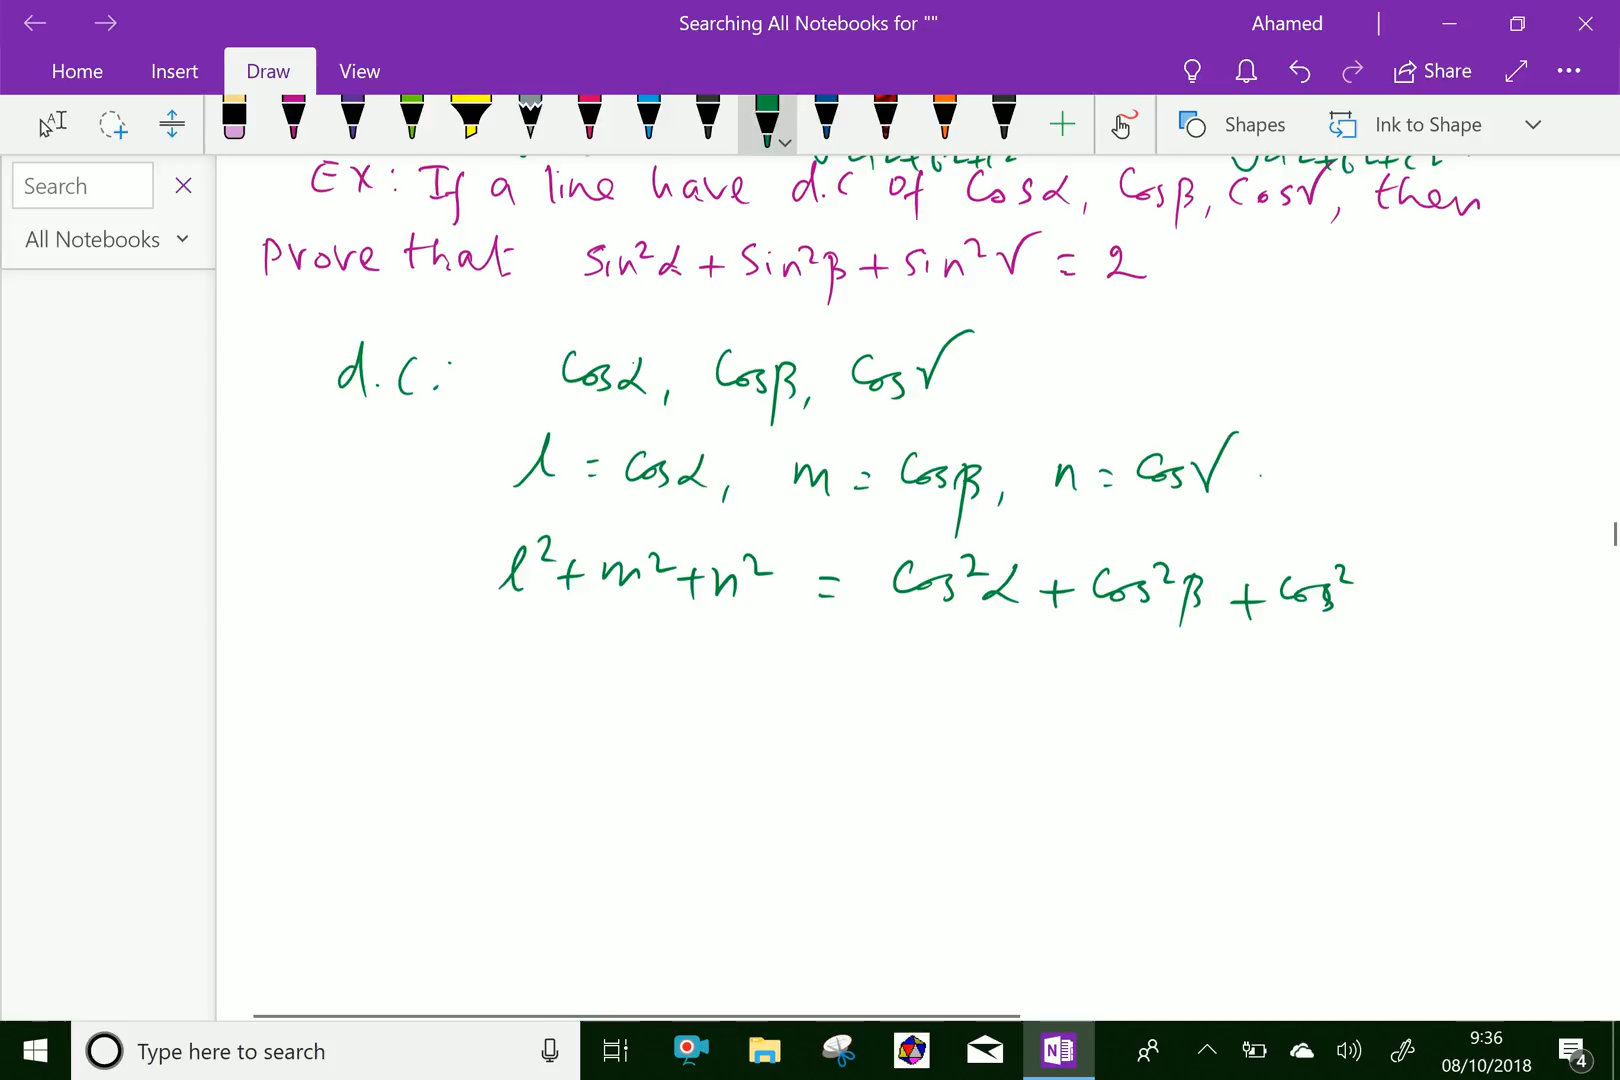 Searching All Notebooks for ""
Ahamed
Home Insert Draw View
Share
Shapes
Ink to Shape
Search
All Notebooks
Ex: If a line have d.c of Cosα, Cosβ, Cosγ, then
prove that sin²α + sin²β + sin²γ = 2
d.c: Cosα, Cosβ, Cosγ
l = cosα, m = cosβ, n = cosγ
l²+m²+n² = cos²α + cos²β + cos²
Type here to search
9:36
08/10/2018
4